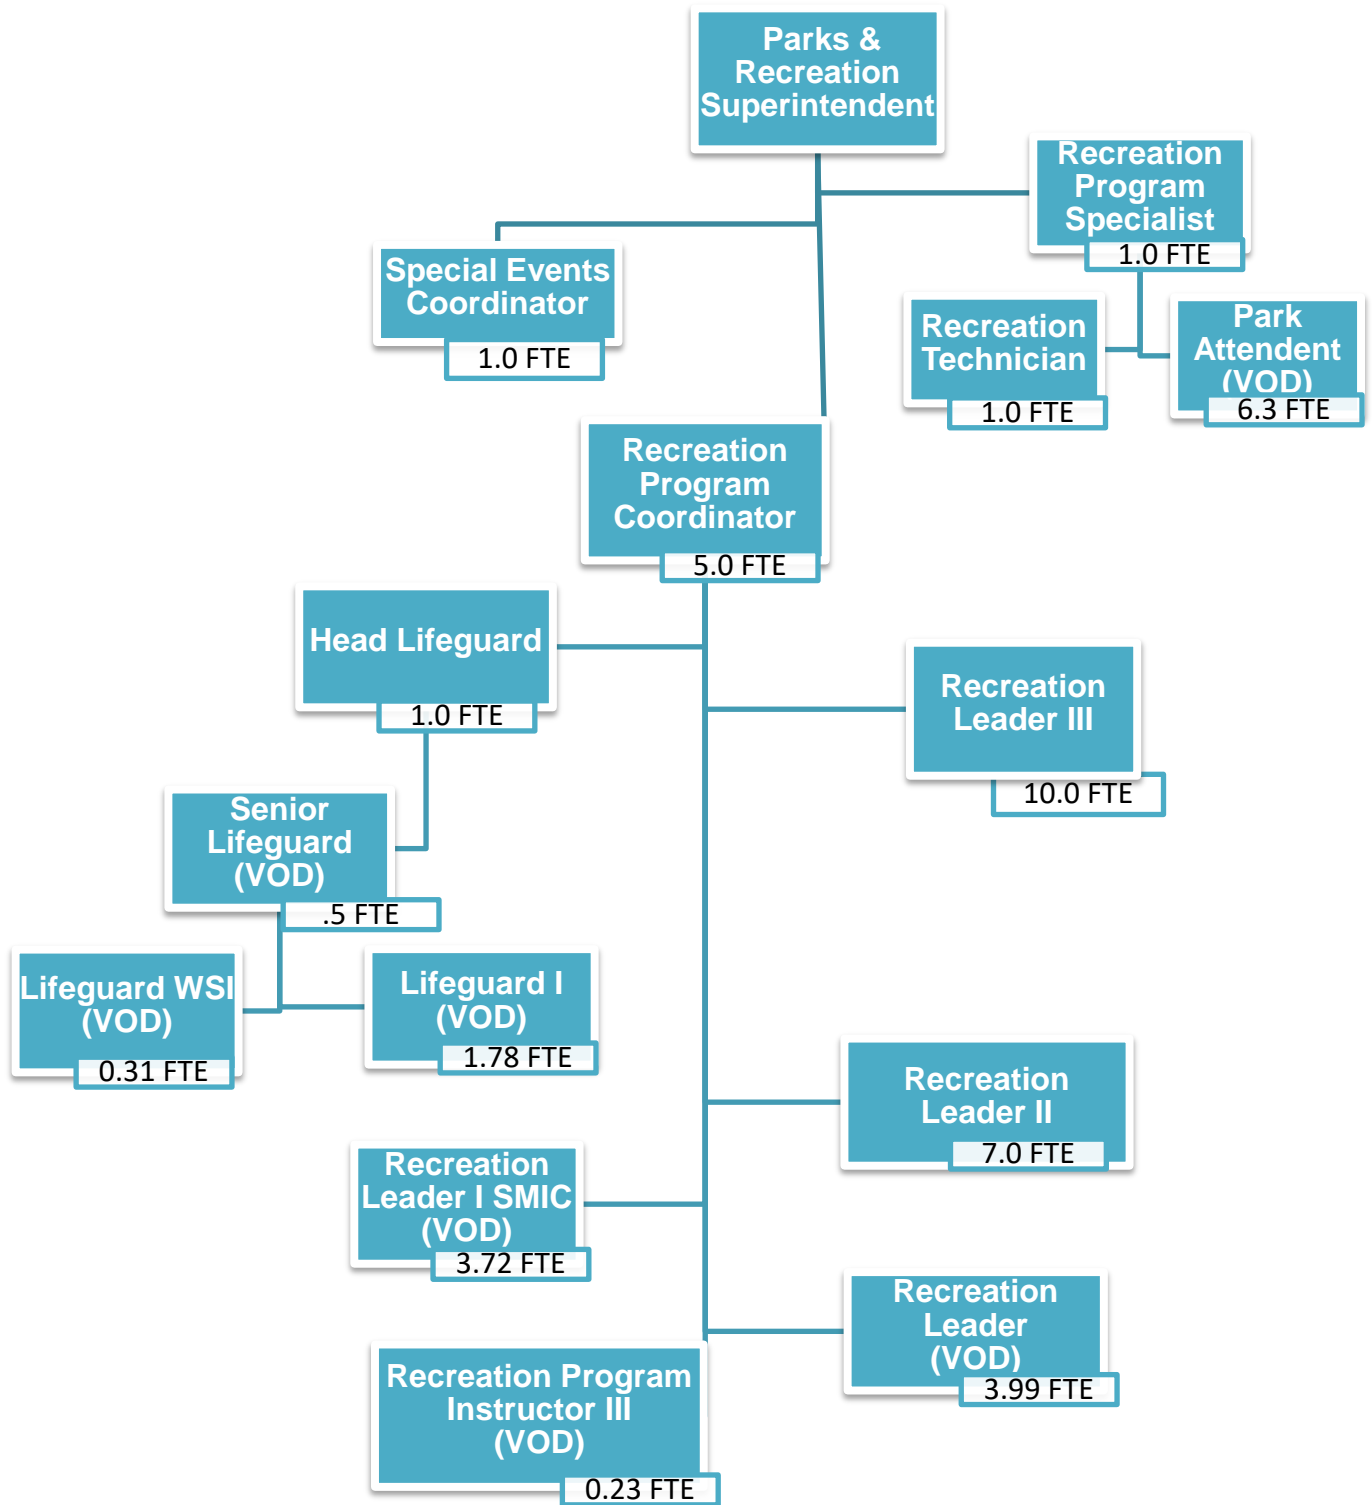 Parks &
Recreation
Superintendent
Recreation
Program
Specialist
1.0 FTE
Special Events
Coordinator
1.0 FTE
Recreation
Technician
1.0 FTE
Park
Attendent
(VOD)
6.3 FTE
Recreation
Program
Coordinator
5.0 FTE
Head Lifeguard
1.0 FTE
Recreation
Leader III
10.0 FTE
Senior
Lifeguard
(VOD)
.5 FTE
Lifeguard WSI
(VOD)
0.31 FTE
Lifeguard I
(VOD)
1.78 FTE
Recreation
Leader II
7.0 FTE
Recreation
Leader I SMIC
(VOD)
3.72 FTE
Recreation
Leader
(VOD)
3.99 FTE
Recreation Program
Instructor III
(VOD)
0.23 FTE